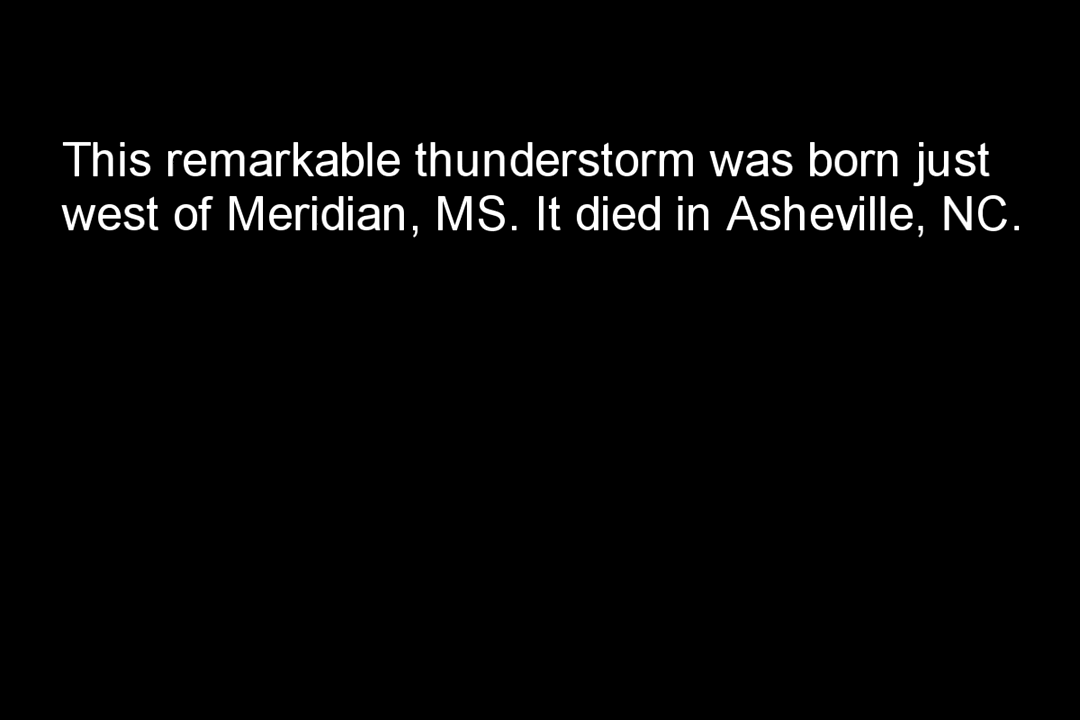 This remarkable thunderstorm was born just
west of Meridian, MS. It died in Asheville, NC.